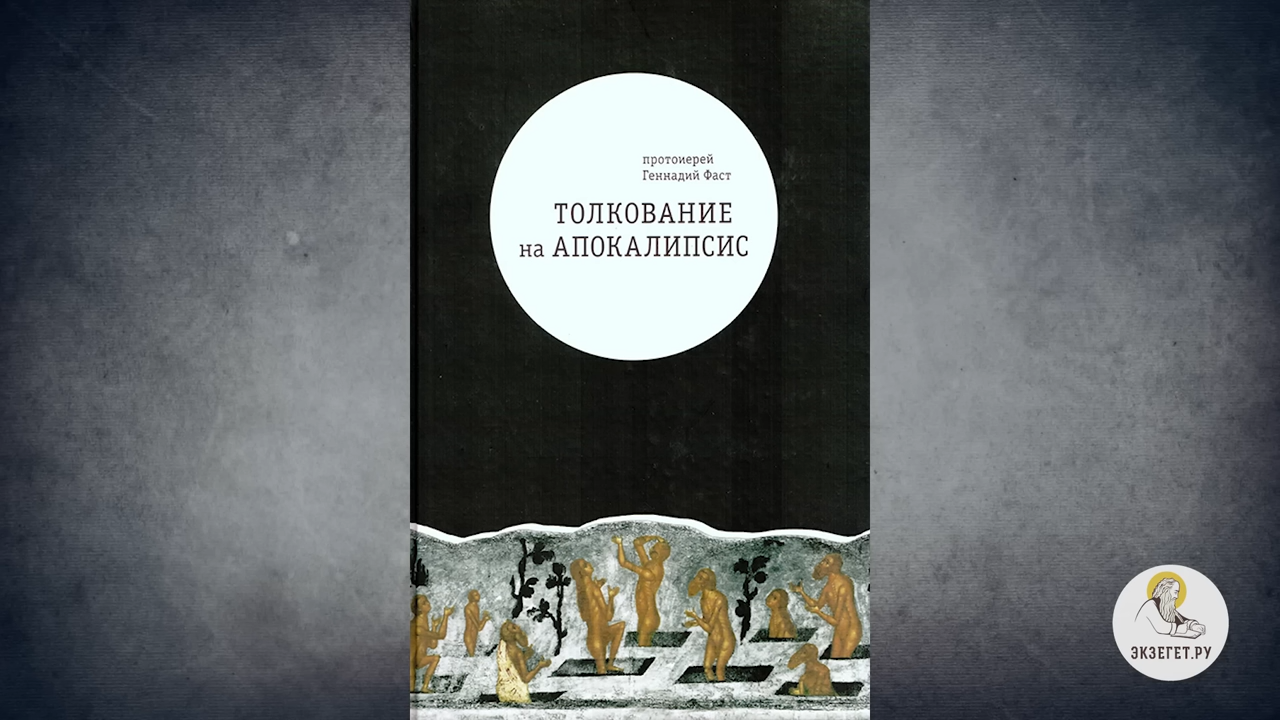 протоиерей
Геннадий Фаст
ТОЛКОВАНИЕ
на АПОКАЛИПСИС
ЭКЗЕГЕТ.РУ